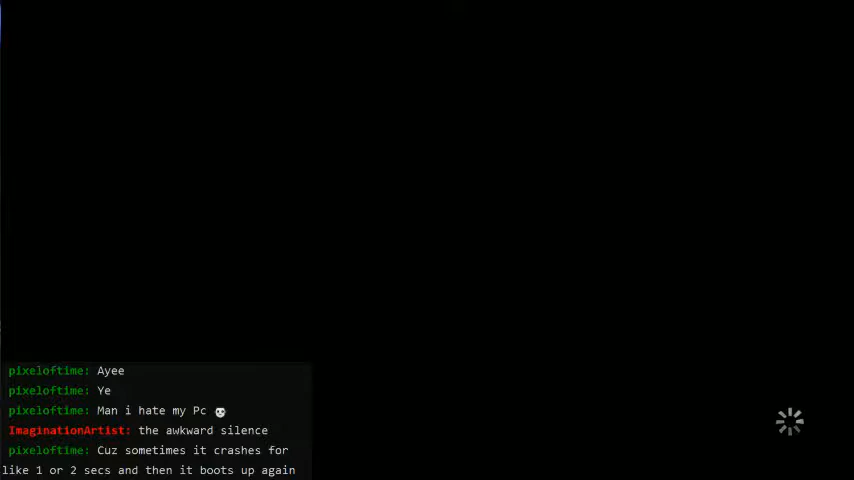 pixeloftime: Ayee
pixeloftime: Ye
pixeloftime: Man i hate my Pc 💀
ImaginationArtist: the awkward silence
pixeloftime: Cuz sometimes it crashes for
like 1 or 2 secs and then it boots up again